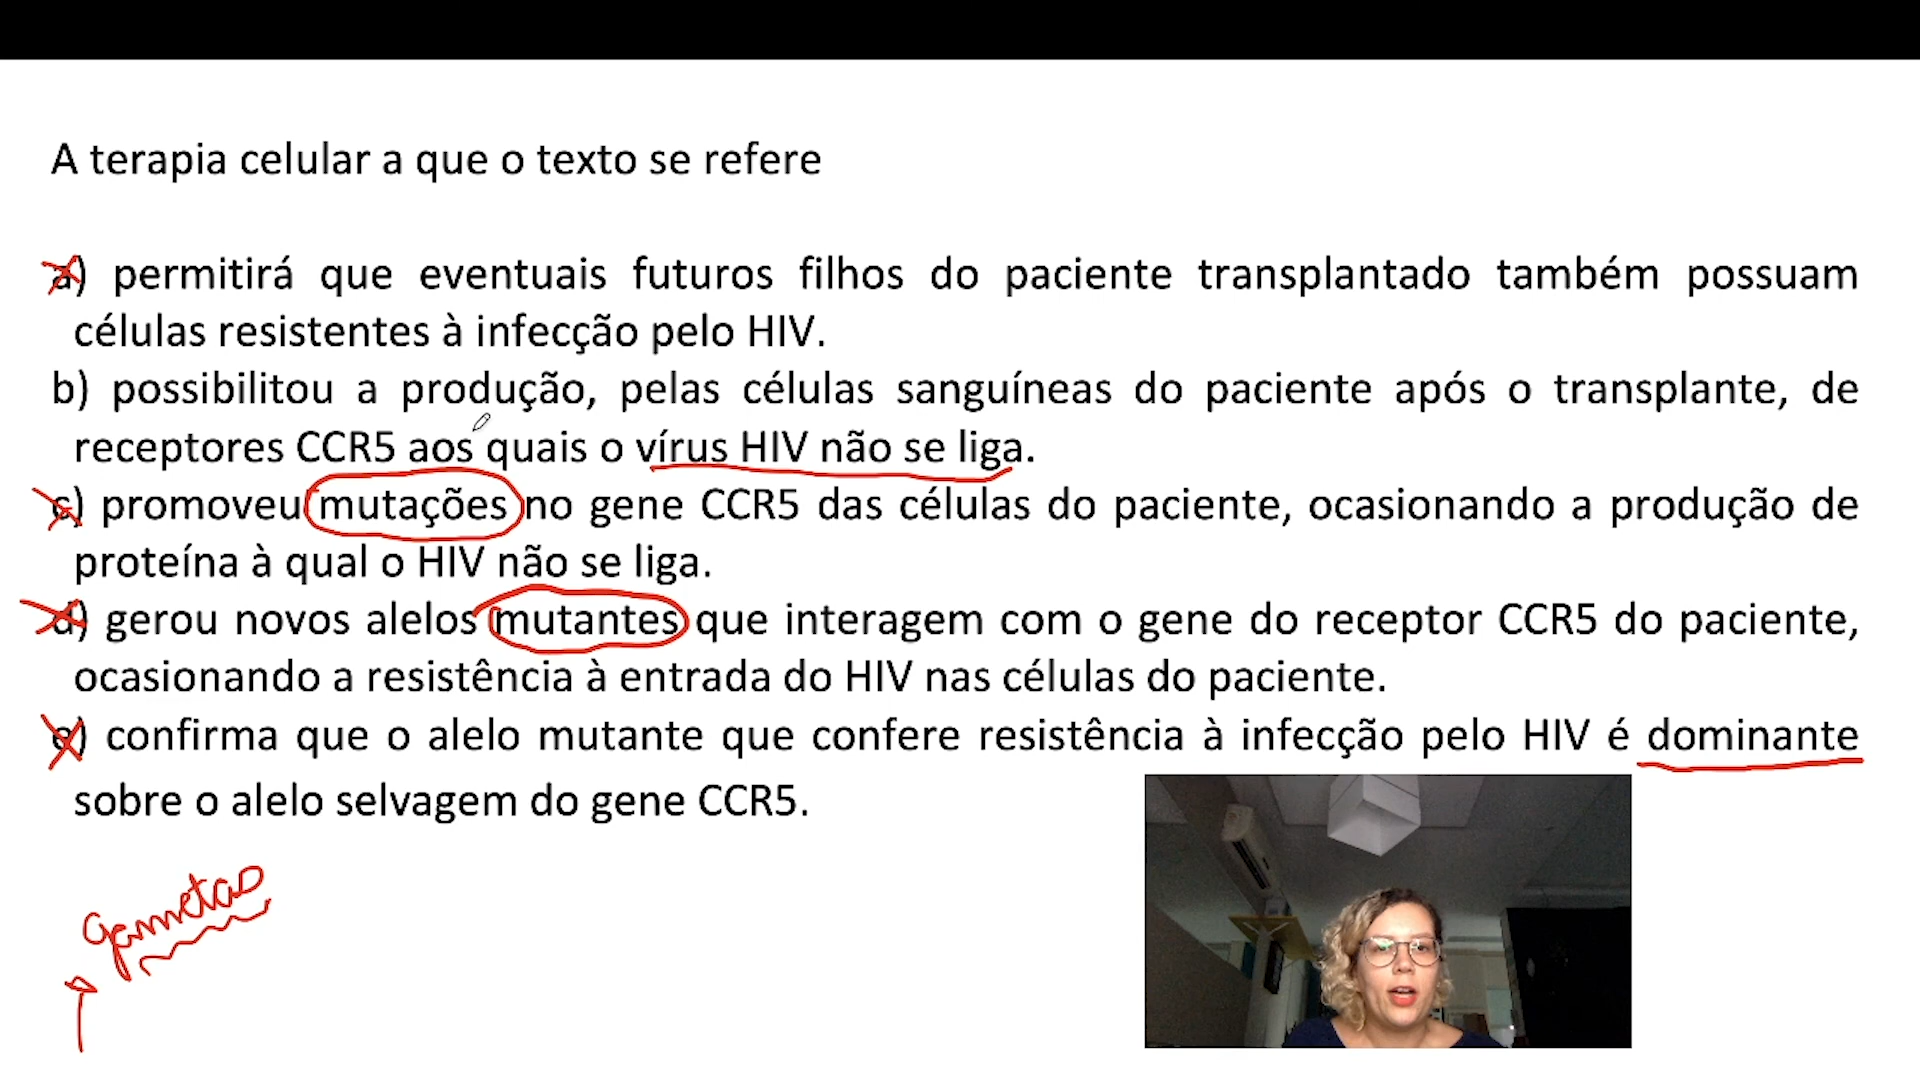 A terapia celular a que o texto se refere
a) permitirá que eventuais futuros filhos do paciente transplantado também possuam
células resistentes à infecção pelo HIV.
b) possibilitou a produção, pelas células sanguíneas do paciente após o transplante, de
receptores CCR5 aos quais o vírus HIV não se liga.
c) promoveu mutações no gene CCR5 das células do paciente, ocasionando a produção de
proteína à qual o HIV não se liga.
d) gerou novos alelos mutantes que interagem com o gene do receptor CCR5 do paciente,
ocasionando a resistência à entrada do HIV nas células do paciente.
e) confirma que o alelo mutante que confere resistência à infecção pelo HIV é dominante
sobre o alelo selvagem do gene CCR5.
gametas